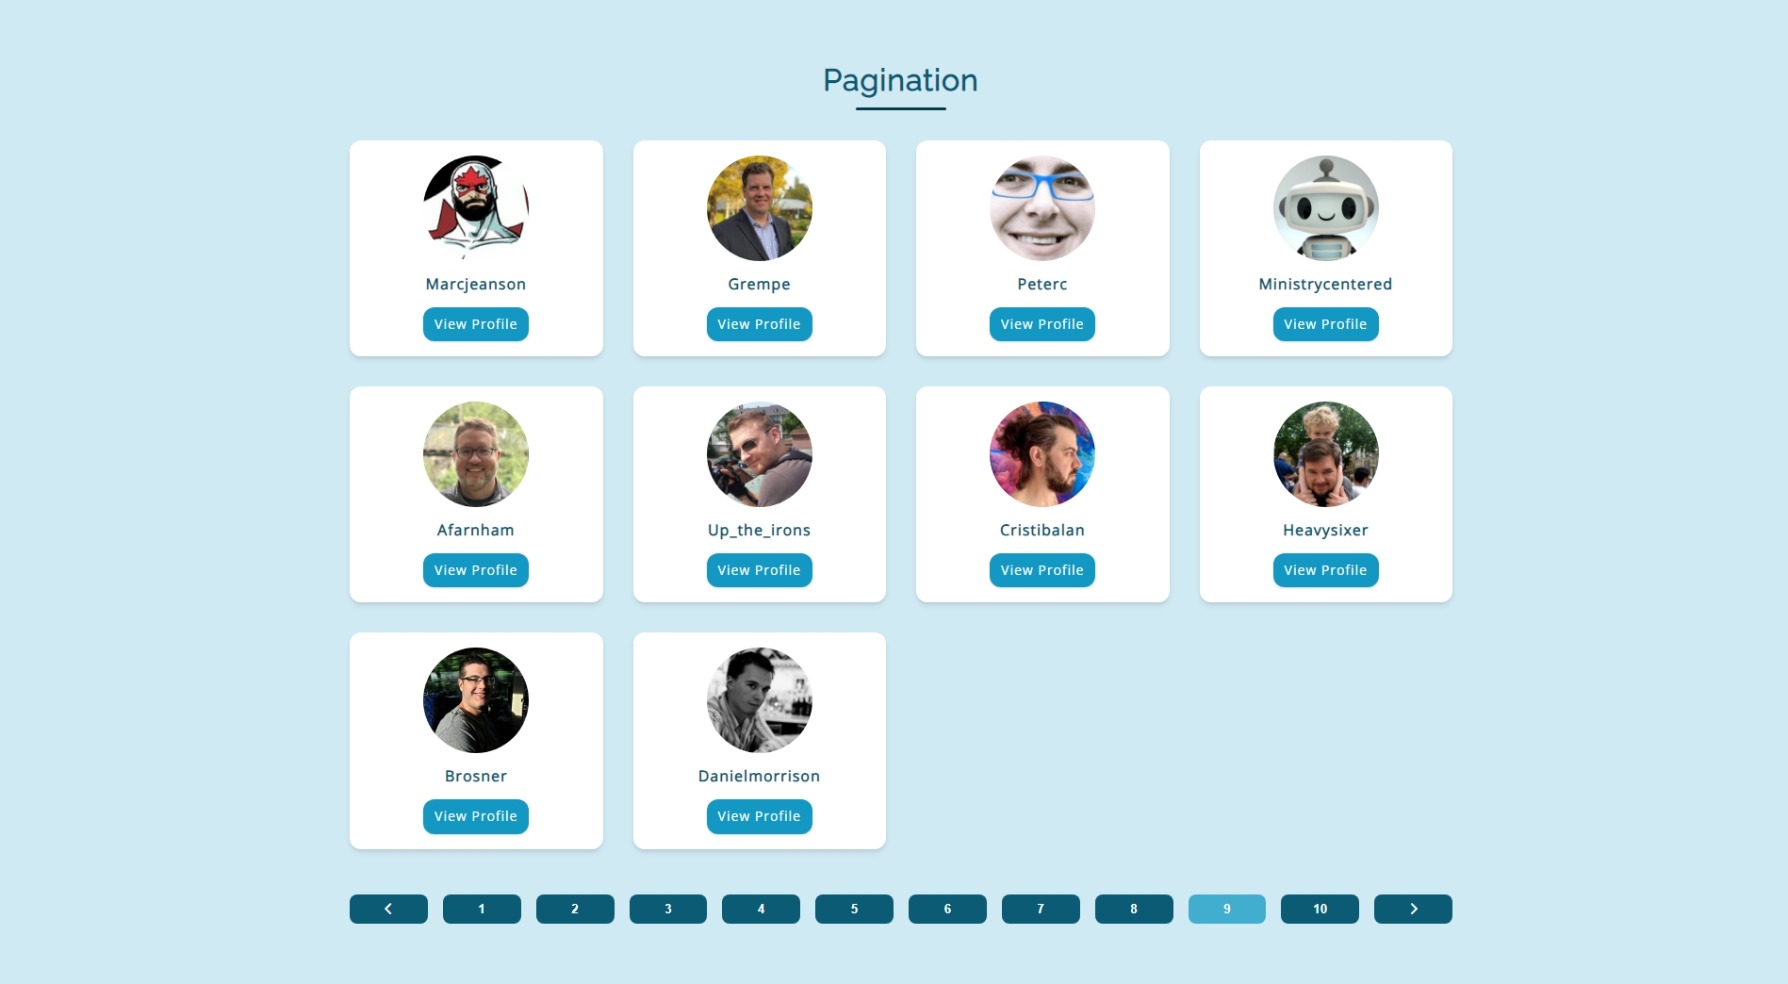 Pagination
Marcjeanson
Grempe
Peterc
Ministrycentered
View Profile
View Profile
View Profile
View Profile
Afarnham
Up_the_irons
Cristibalan
Heavysixer
View Profile
View Profile
View Profile
View Profile
Brosner
Danielmorrison
View Profile
View Profile
1 2 3 4 5 6 7 8 9 10